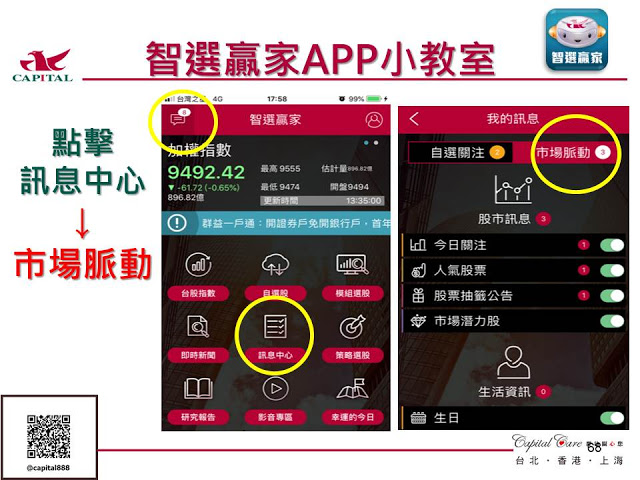 CAPITAL
智選贏家APP小教室
智選贏家
點擊
訊息中心
↓
市場脈動
台灣之星 4G
17:58
99%
智選贏家
加權指數
9492.42
▼ -61.72 (-0.65%)
896.82億
最高 9555
估計量 896.82億
最低 9474
開盤9494
更新時間
13:35:00
群益一戶通：開證券戶免開銀行戶，首年
台股指數
自選股
模組選股
即時新聞
訊息中心
策略選股
研究報告
影音專區
幸運的今日
我的訊息
自選關注 2
市場脈動 3
股市訊息 3
今日關注 1
人氣股票 1
股票抽籤公告 1
市場潛力股
生活資訊 0
生日
@capital888
Capital Care
68
台北・香港・上海